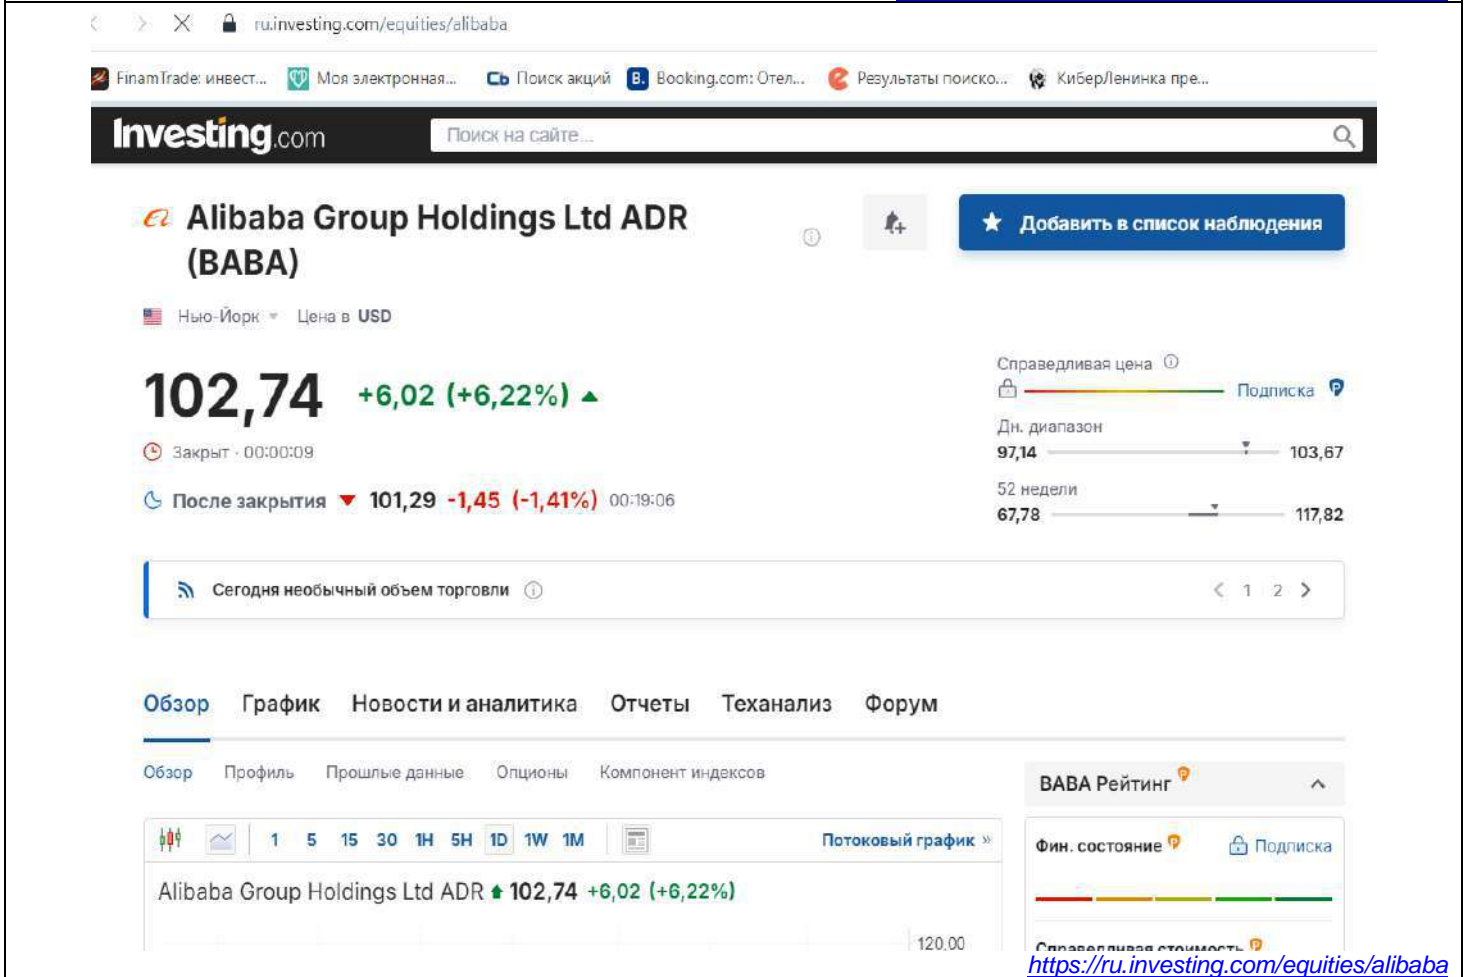 ru.investing.com/equities/alibaba
FinamTrade: инвест... Моя электронная... Сb Поиск акций B. Booking.com: Отел... Результаты поиско... КиберЛенинка пре...
Investing.com Поиск на сайте...
Alibaba Group Holdings Ltd ADR
(BABA)
Добавить в список наблюдения
Нью-Йорк Цена в USD
102,74 +6,02 (+6,22%)
Закрыт · 00:00:09
После закрытия 101,29 -1,45 (-1,41%) 00:19:06
Справедливая цена
Подписка
Дн. диапазон
97,14 103,67
52 недели
67,78 117,82
Сегодня необычный объем торговли
1 2
Обзор График Новости и аналитика Отчеты Теханализ Форум
Обзор Профиль Прошлые данные Опционы Компонент индексов
BABA Рейтинг
1 5 15 30 1H 5H 1D 1W 1M Потоковый график »
Фин. состояние Подписка
Alibaba Group Holdings Ltd ADR 102,74 +6,02 (+6,22%)
120,00
Справедливая стоимость
https://ru.investing.com/equities/alibaba